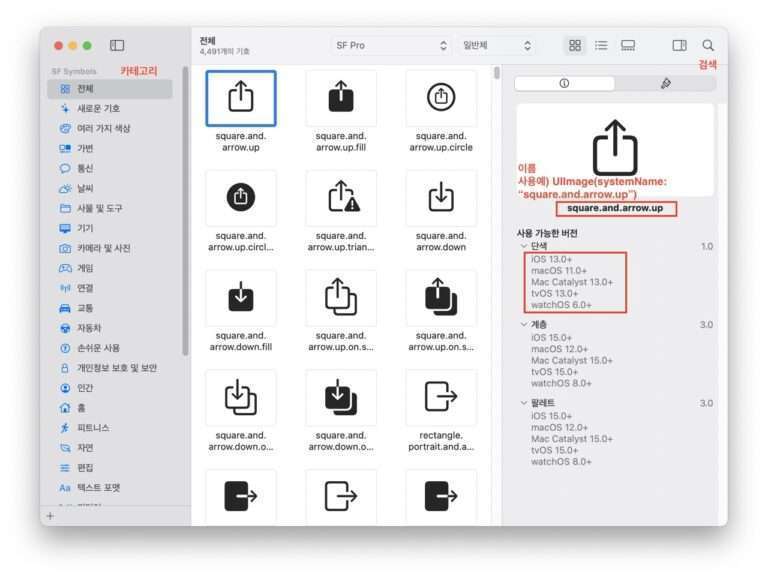 전체
4,491개의 기호
SF Pro
일반체
검색
SF Symbols
카테고리
전체
새로운 기호
여러 가지 색상
가변
통신
날씨
사물 및 도구
기기
카메라 및 사진
게임
연결
교통
자동차
손쉬운 사용
개인정보 보호 및 보안
인간
홈
피트니스
자연
편집
Aa 텍스트 포맷
square.and.
arrow.up
square.and.
arrow.up.fill
square.and.
arrow.up.circle
square.and.
arrow.up.circl...
square.and.
arrow.up.trian...
square.and.
arrow.down
square.and.
arrow.down.fill
square.and.
arrow.up.on.s...
square.and.
arrow.up.on.s...
square.and.
arrow.down.o...
square.and.
arrow.down.o...
rectangle.
portrait.and.a...
이름
사용예) UIImage(systemName:
“square.and.arrow.up”)
square.and.arrow.up
사용 가능한 버전
단색 1.0
iOS 13.0+
macOS 11.0+
Mac Catalyst 13.0+
tvOS 13.0+
watchOS 6.0+
계층 3.0
iOS 15.0+
macOS 12.0+
Mac Catalyst 15.0+
tvOS 15.0+
watchOS 8.0+
팔레트 3.0
iOS 15.0+
macOS 12.0+
Mac Catalyst 15.0+
tvOS 15.0+
watchOS 8.0+